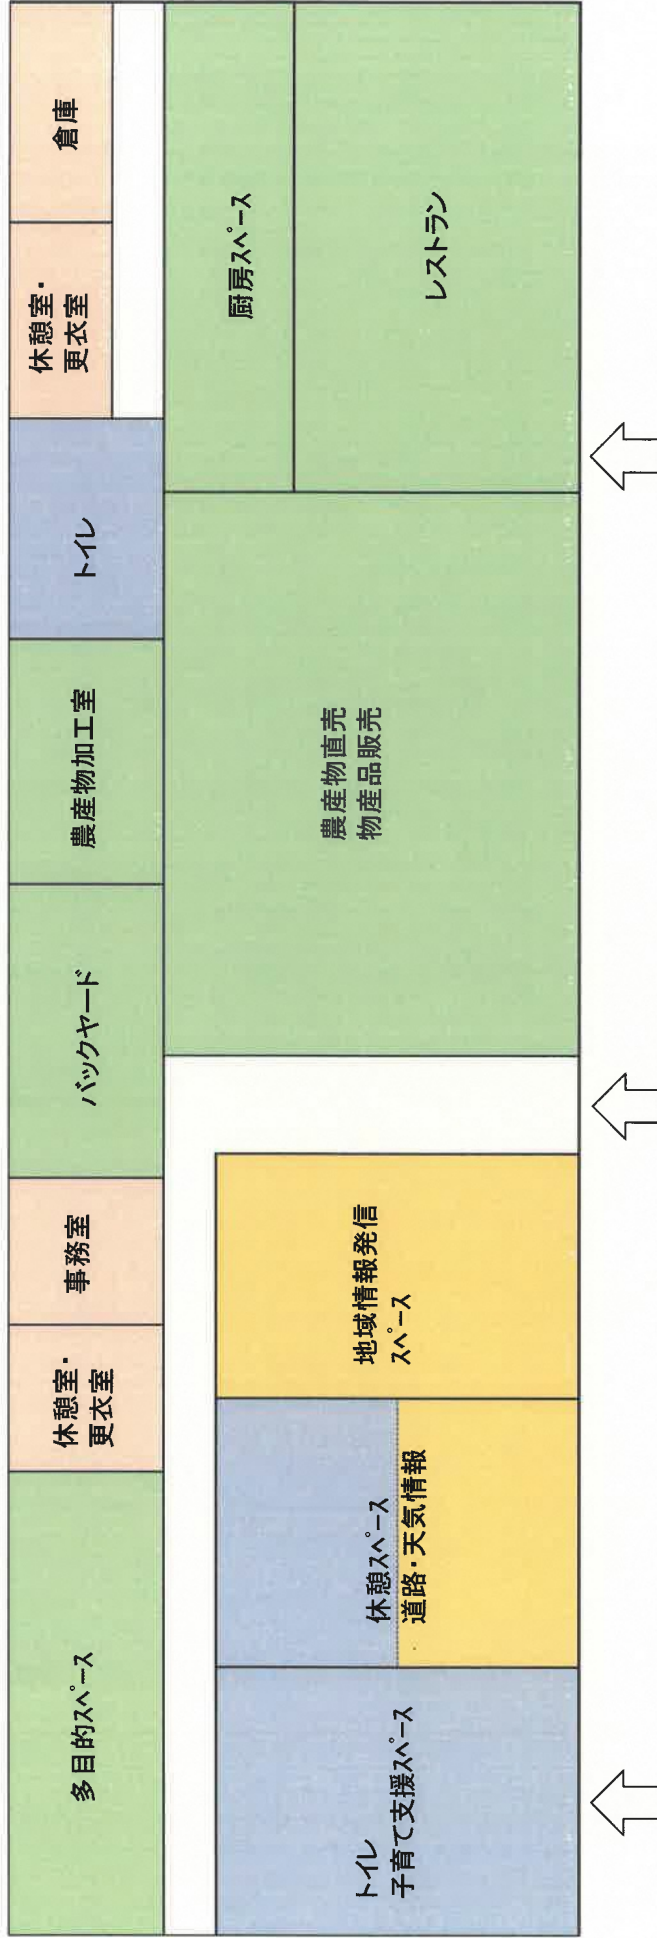 多目的スペース
休憩室・
更衣室
事務室
バックヤード
農産物加工室
トイレ
休憩室・
更衣室
倉庫
トイレ
子育て支援スペース
休憩スペース
道路・天気情報
地域情報発信
スペース
農産物直売
物産品販売
厨房スペース
レストラン